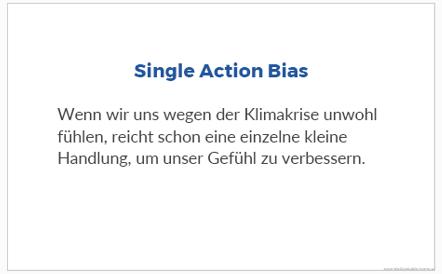 Single Action Bias
Wenn wir uns wegen der Klimakrise unwohl
fühlen, reicht schon eine einzelne kleine
Handlung, um unser Gefühl zu verbessern.